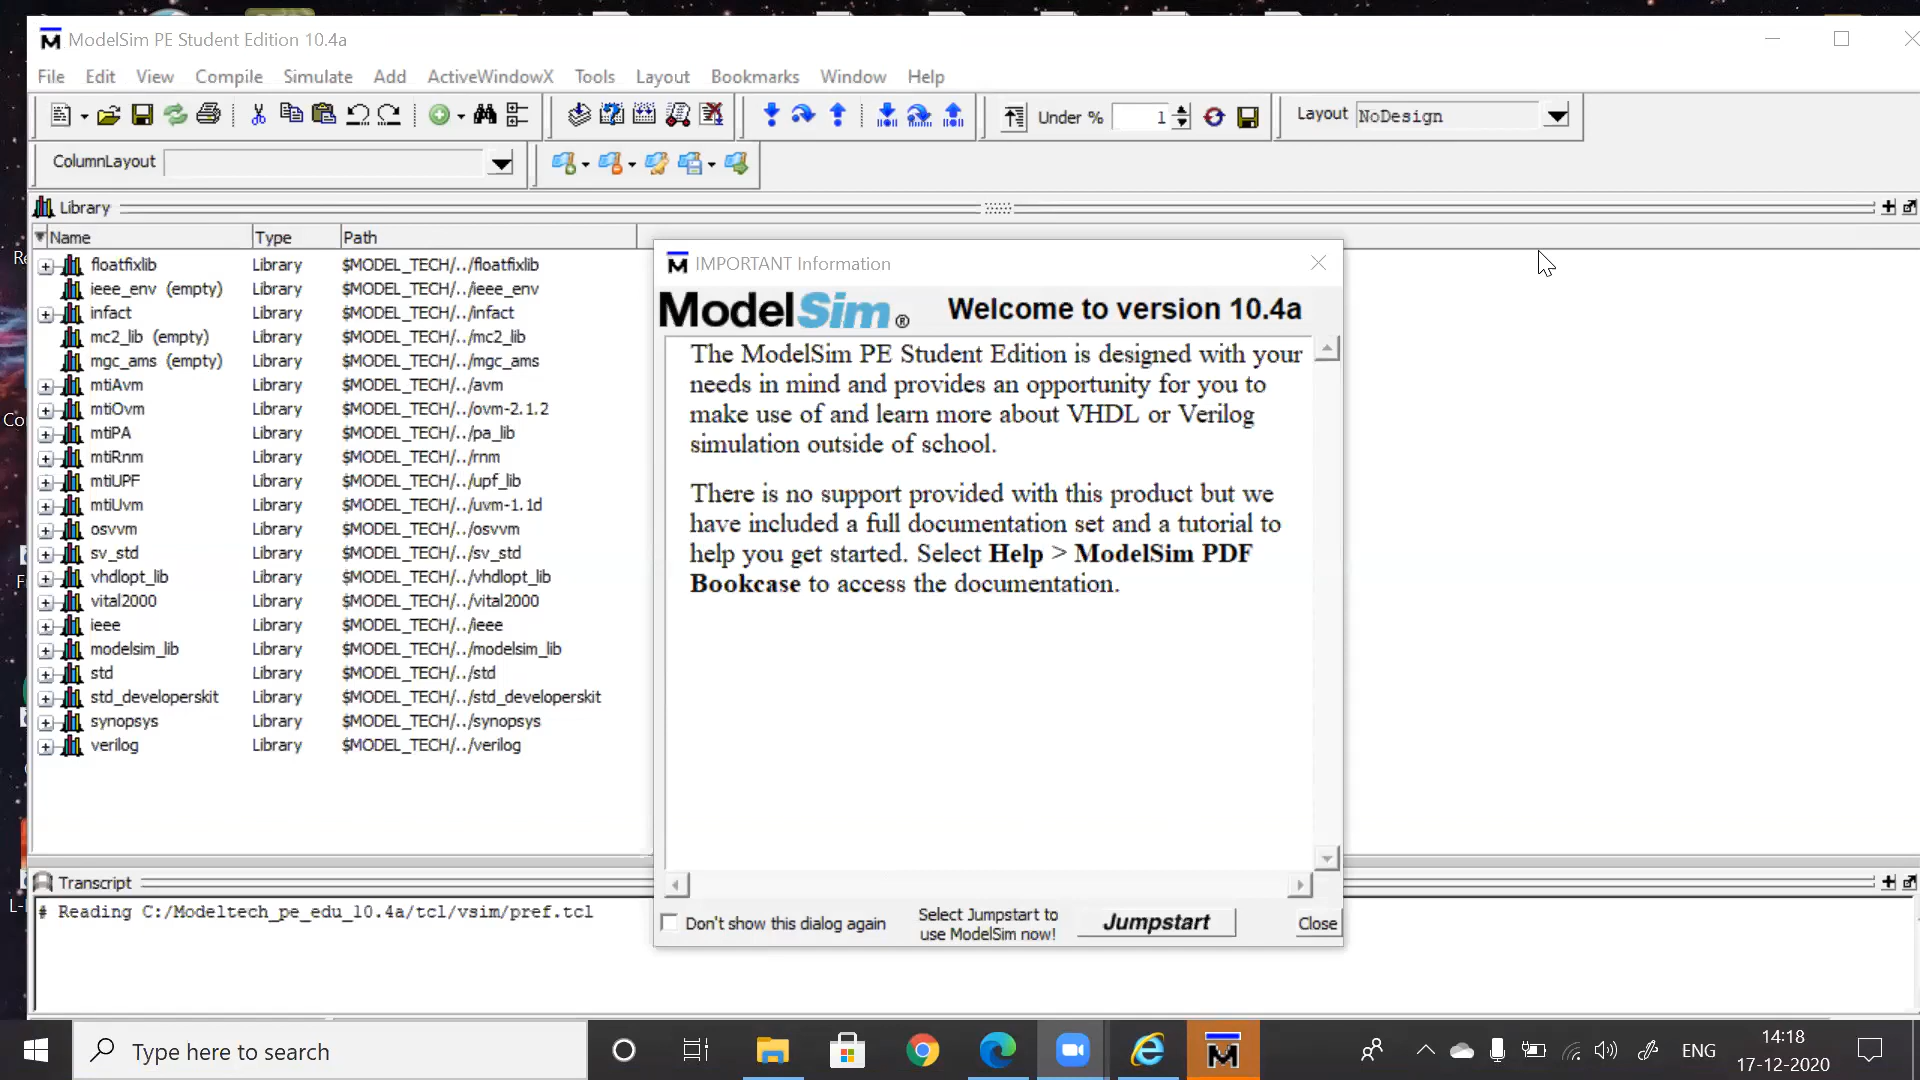 ModelSim PE Student Edition 10.4a
File Edit View Compile Simulate Add ActiveWindowX Tools Layout Bookmarks Window Help
Under % 1 Layout NoDesign
ColumnLayout
Library
Name Type Path
floatfixlib Library $MODEL_TECH/../floatfixlib
ieee_env (empty) Library $MODEL_TECH/../ieee_env
infact Library $MODEL_TECH/../infact
mc2_lib (empty) Library $MODEL_TECH/../mc2_lib
mgc_ams (empty) Library $MODEL_TECH/../mgc_ams
mtiAvm Library $MODEL_TECH/../avm
mtiOvm Library $MODEL_TECH/../ovm-2.1.2
mtiPA Library $MODEL_TECH/../pa_lib
mtiRnm Library $MODEL_TECH/../rnm
mtiUPF Library $MODEL_TECH/../upf_lib
mtiUvm Library $MODEL_TECH/../uvm-1.1d
osvvm Library $MODEL_TECH/../osvvm
sv_std Library $MODEL_TECH/../sv_std
vhdlopt_lib Library $MODEL_TECH/../vhdlopt_lib
vital2000 Library $MODEL_TECH/../vital2000
ieee Library $MODEL_TECH/../ieee
modelsim_lib Library $MODEL_TECH/../modelsim_lib
std Library $MODEL_TECH/../std
std_developerskit Library $MODEL_TECH/../std_developerskit
synopsys Library $MODEL_TECH/../synopsys
verilog Library $MODEL_TECH/../verilog
IMPORTANT Information
ModelSim® Welcome to version 10.4a
The ModelSim PE Student Edition is designed with your
needs in mind and provides an opportunity for you to
make use of and learn more about VHDL or Verilog
simulation outside of school.
There is no support provided with this product but we
have included a full documentation set and a tutorial to
help you get started. Select Help > ModelSim PDF
Bookcase to access the documentation.
Don't show this dialog again
Select Jumpstart to
use ModelSim now!
Jumpstart
Close
Transcript
# Reading C:/Modeltech_pe_edu_10.4a/tcl/vsim/pref.tcl
Type here to search
ENG
14:18
17-12-2020